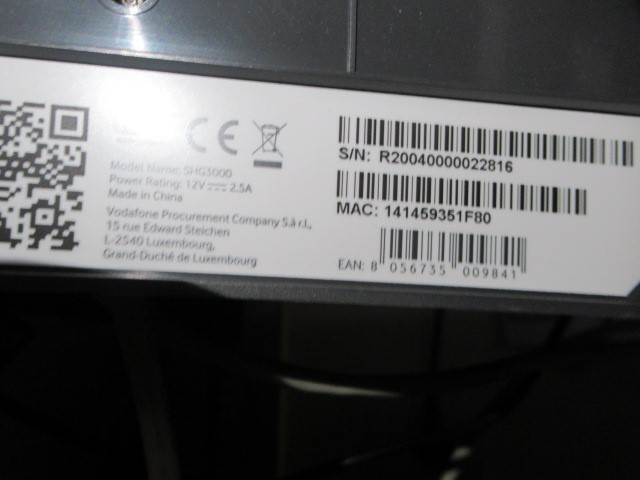 Model Name: SHG3000
Power Rating: 12V 2.5A
Made in China
Vodafone Procurement Company S.à r.l.,
15 rue Edward Steichen
L-2540 Luxembourg,
Grand-Duché de Luxembourg
S/N: R20040000022816
MAC: 141459351F80
EAN: 8 056735 009841